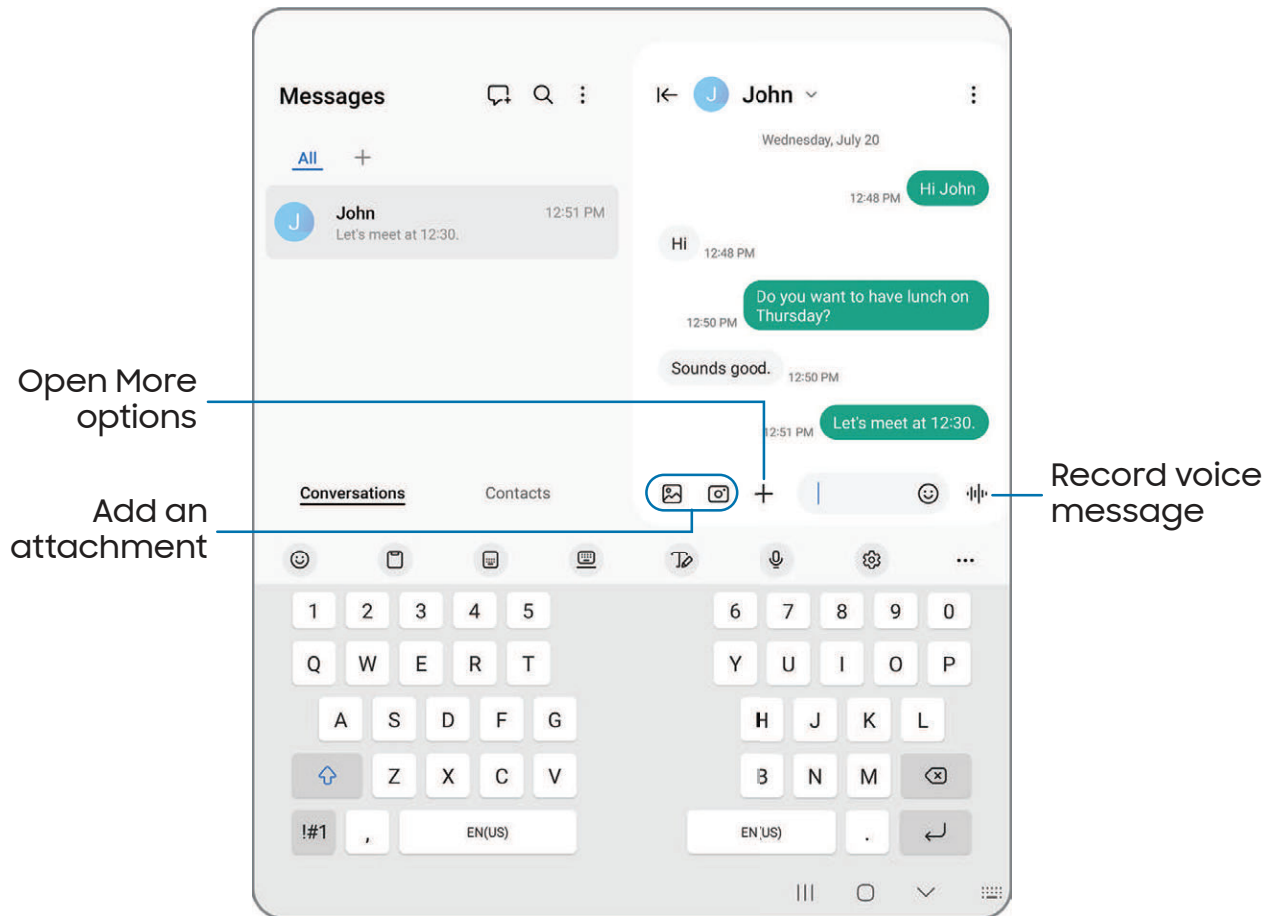 Messages
All
John
12:51 PM
Let's meet at 12:30.
Conversations
Contacts
J
J
John
Wednesday, July 20
12:48 PM
Hi John
Hi
12:48 PM
Do you want to have lunch on
Thursday?
12:50 PM
Sounds good.
12:50 PM
12:51 PM
Let's meet at 12:30.
Open More
options
Add an
attachment
Record voice
message
1 2 3 4 5 6 7 8 9 0
Q W E R T Y U I O P
A S D F G H J K L
Z X C V B N M
!#1 , EN(US) EN(US) .